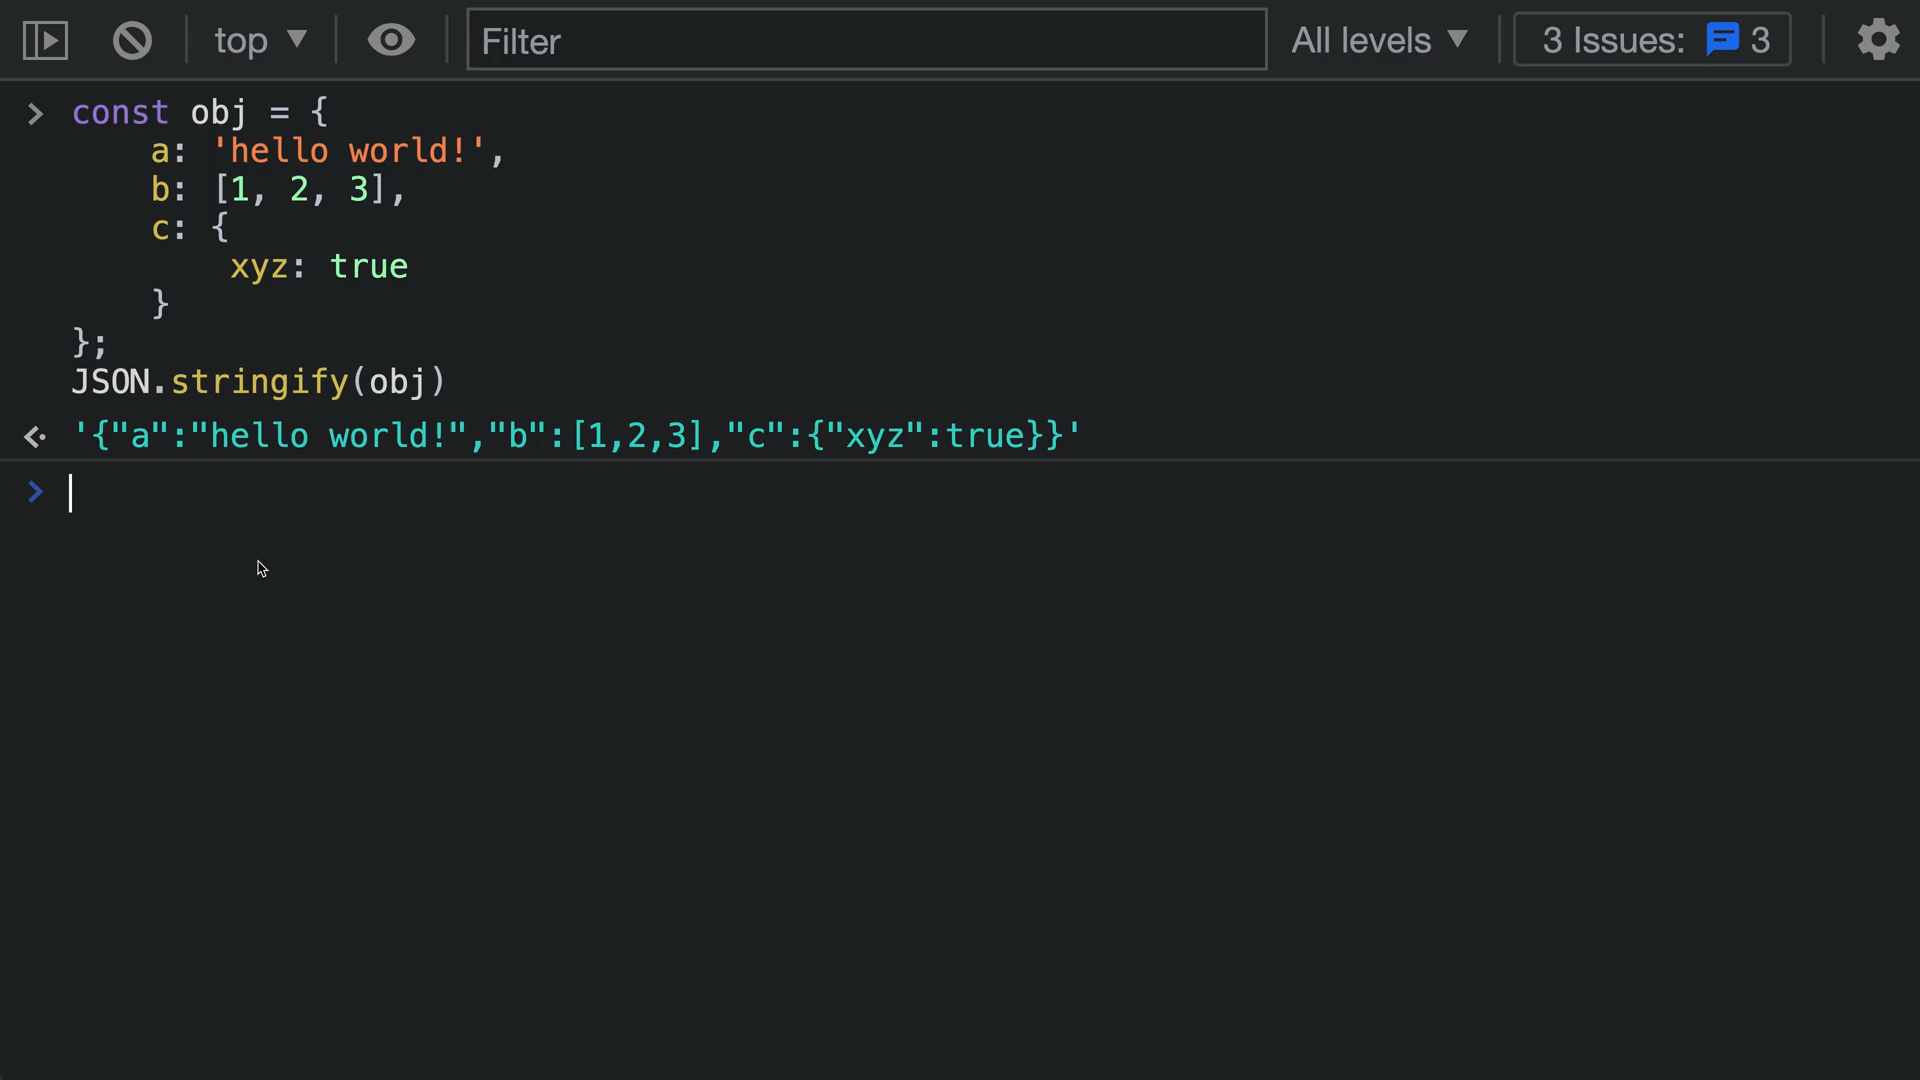 top ▼ Filter All levels ▼ 3 Issues: 3
> const obj = {
    a: 'hello world!',
    b: [1, 2, 3],
    c: {
        xyz: true
    }
};
JSON.stringify(obj)
'{"a":"hello world!","b":[1,2,3],"c":{"xyz":true}}'
>